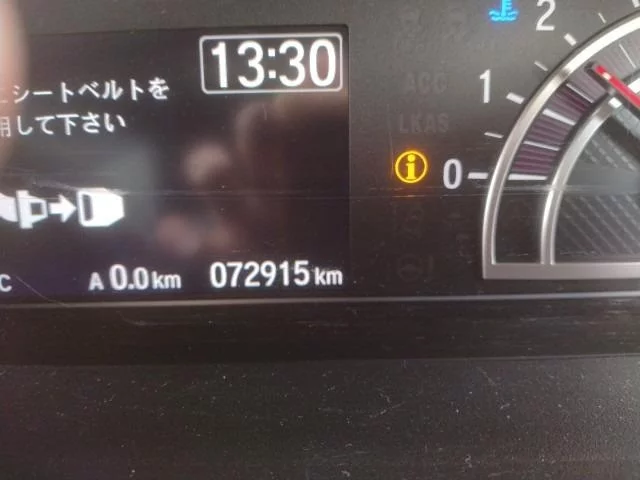 13:30
シートベルトを
用して下さい
C
A 0.0km
072915km
ACC
LKAS
i
0
1
2